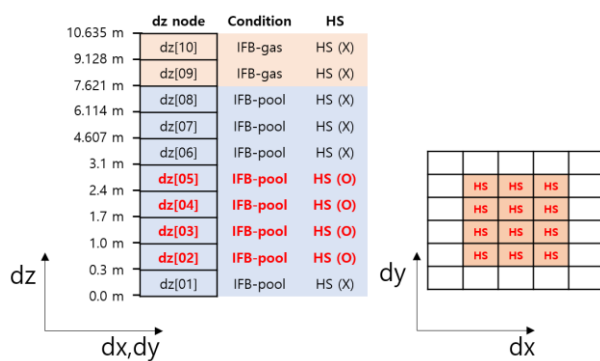 dz node Condition HS
10.635 m
dz[10] IFB-gas HS (X)
9.128 m
dz[09] IFB-gas HS (X)
7.621 m
dz[08] IFB-pool HS (X)
6.114 m
dz[07] IFB-pool HS (X)
4.607 m
dz[06] IFB-pool HS (X)
3.1 m
dz[05] IFB-pool HS (O)
2.4 m
dz[04] IFB-pool HS (O)
1.7 m
dz[03] IFB-pool HS (O)
1.0 m
dz[02] IFB-pool HS (O)
0.3 m
dz[01] IFB-pool HS (X)
0.0 m
dz
dx,dy
HS HS HS
HS HS HS
HS HS HS
HS HS HS
dy
dx